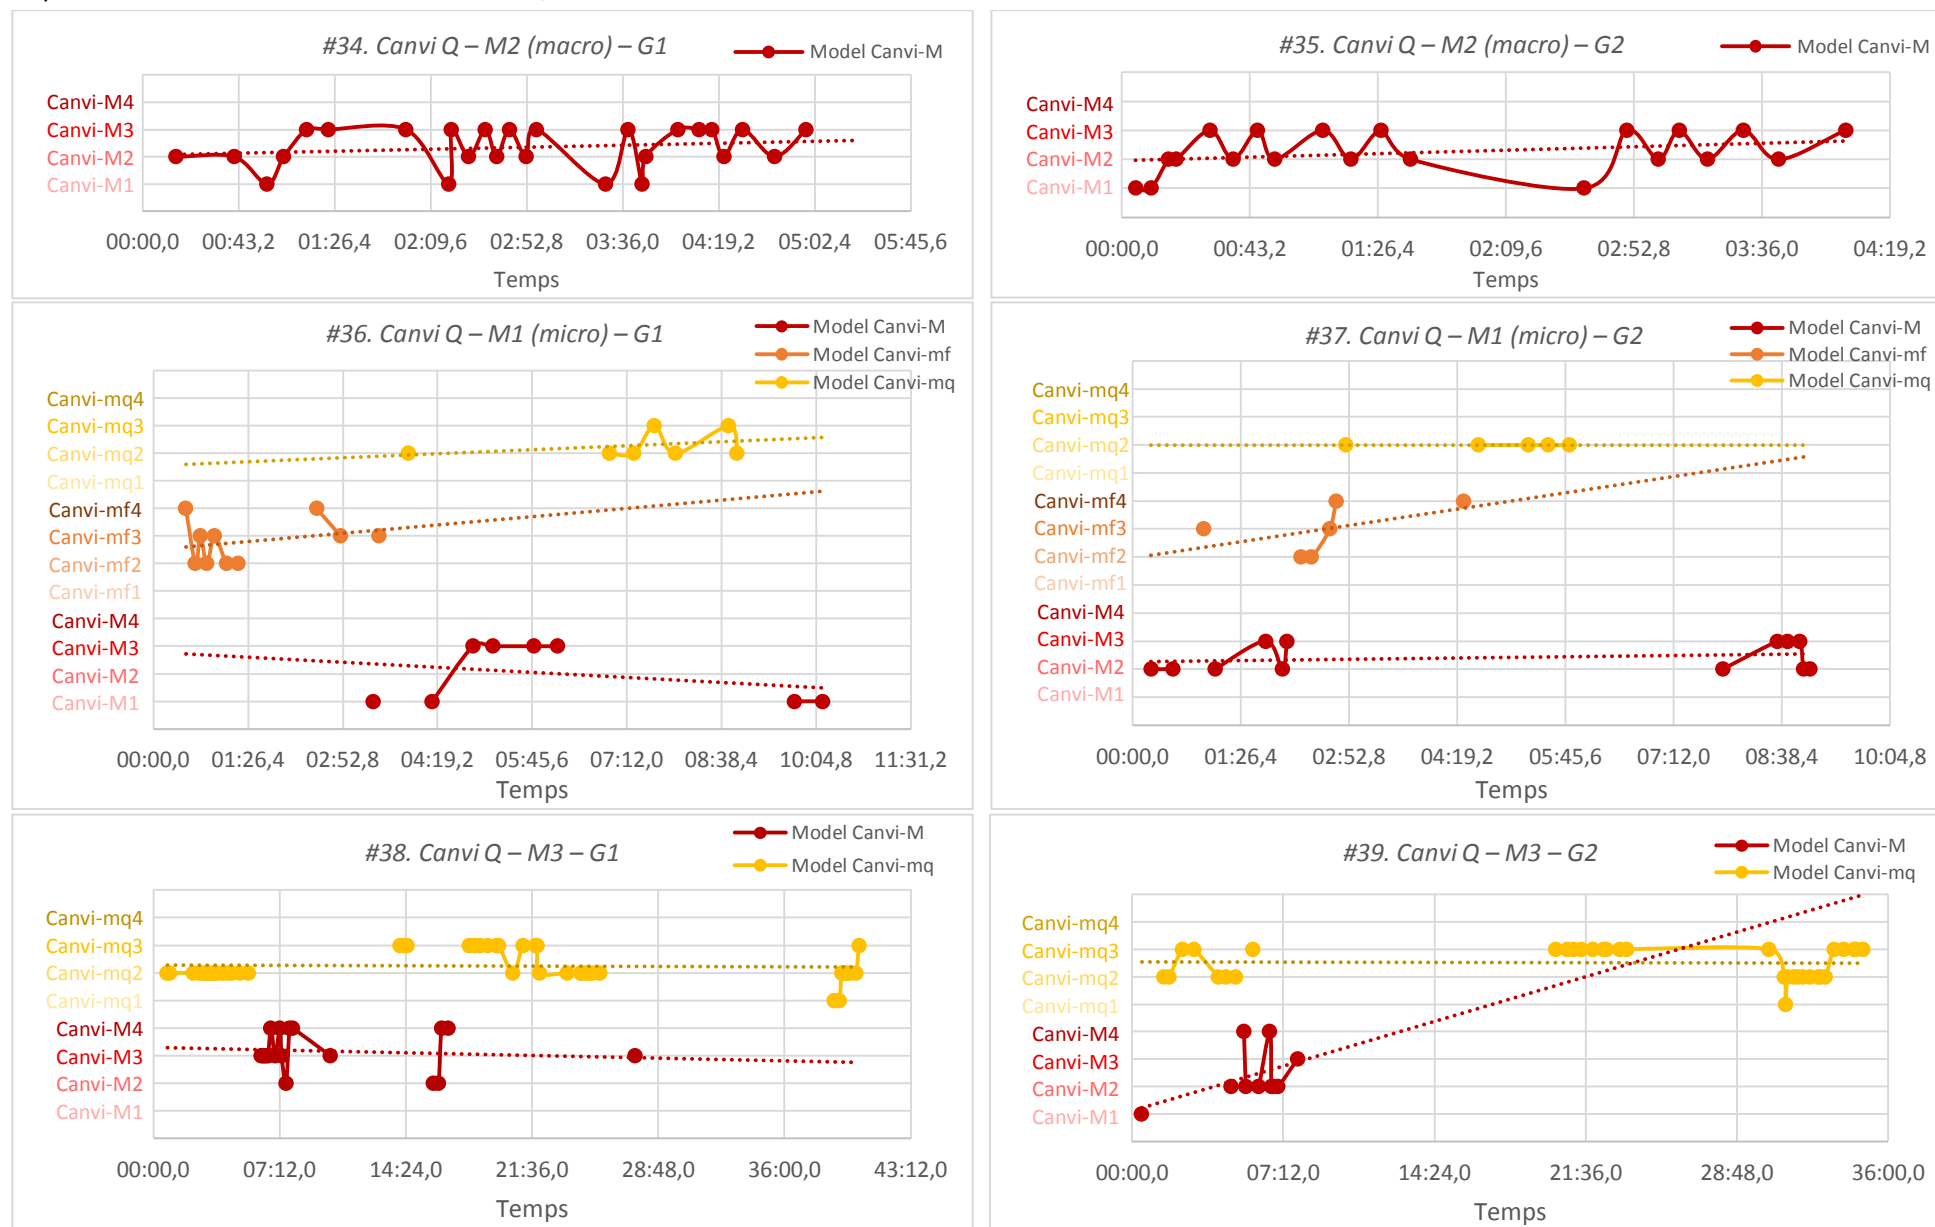 #34. Canvi Q – M2 (macro) – G1
Model Canvi-M
Canvi-M4
Canvi-M3
Canvi-M2
Canvi-M1
00:00,0 00:43,2 01:26,4 02:09,6 02:52,8 03:36,0 04:19,2 05:02,4 05:45,6
Temps
#35. Canvi Q – M2 (macro) – G2
Model Canvi-M
Canvi-M4
Canvi-M3
Canvi-M2
Canvi-M1
00:00,0 00:43,2 01:26,4 02:09,6 02:52,8 03:36,0 04:19,2
Temps
#36. Canvi Q – M1 (micro) – G1
Model Canvi-M
Model Canvi-mf
Model Canvi-mq
Canvi-mq4
Canvi-mq3
Canvi-mq2
Canvi-mq1
Canvi-mf4
Canvi-mf3
Canvi-mf2
Canvi-mf1
Canvi-M4
Canvi-M3
Canvi-M2
Canvi-M1
00:00,0 01:26,4 02:52,8 04:19,2 05:45,6 07:12,0 08:38,4 10:04,8 11:31,2
Temps
#37. Canvi Q – M1 (micro) – G2
Model Canvi-M
Model Canvi-mf
Model Canvi-mq
Canvi-mq4
Canvi-mq3
Canvi-mq2
Canvi-mq1
Canvi-mf4
Canvi-mf3
Canvi-mf2
Canvi-mf1
Canvi-M4
Canvi-M3
Canvi-M2
Canvi-M1
00:00,0 01:26,4 02:52,8 04:19,2 05:45,6 07:12,0 08:38,4 10:04,8
Temps
#38. Canvi Q – M3 – G1
Model Canvi-M
Model Canvi-mq
Canvi-mq4
Canvi-mq3
Canvi-mq2
Canvi-mq1
Canvi-M4
Canvi-M3
Canvi-M2
Canvi-M1
00:00,0 07:12,0 14:24,0 21:36,0 28:48,0 36:00,0 43:12,0
Temps
#39. Canvi Q – M3 – G2
Model Canvi-M
Model Canvi-mq
Canvi-mq4
Canvi-mq3
Canvi-mq2
Canvi-mq1
Canvi-M4
Canvi-M3
Canvi-M2
Canvi-M1
00:00,0 07:12,0 14:24,0 21:36,0 28:48,0 36:00,0
Temps